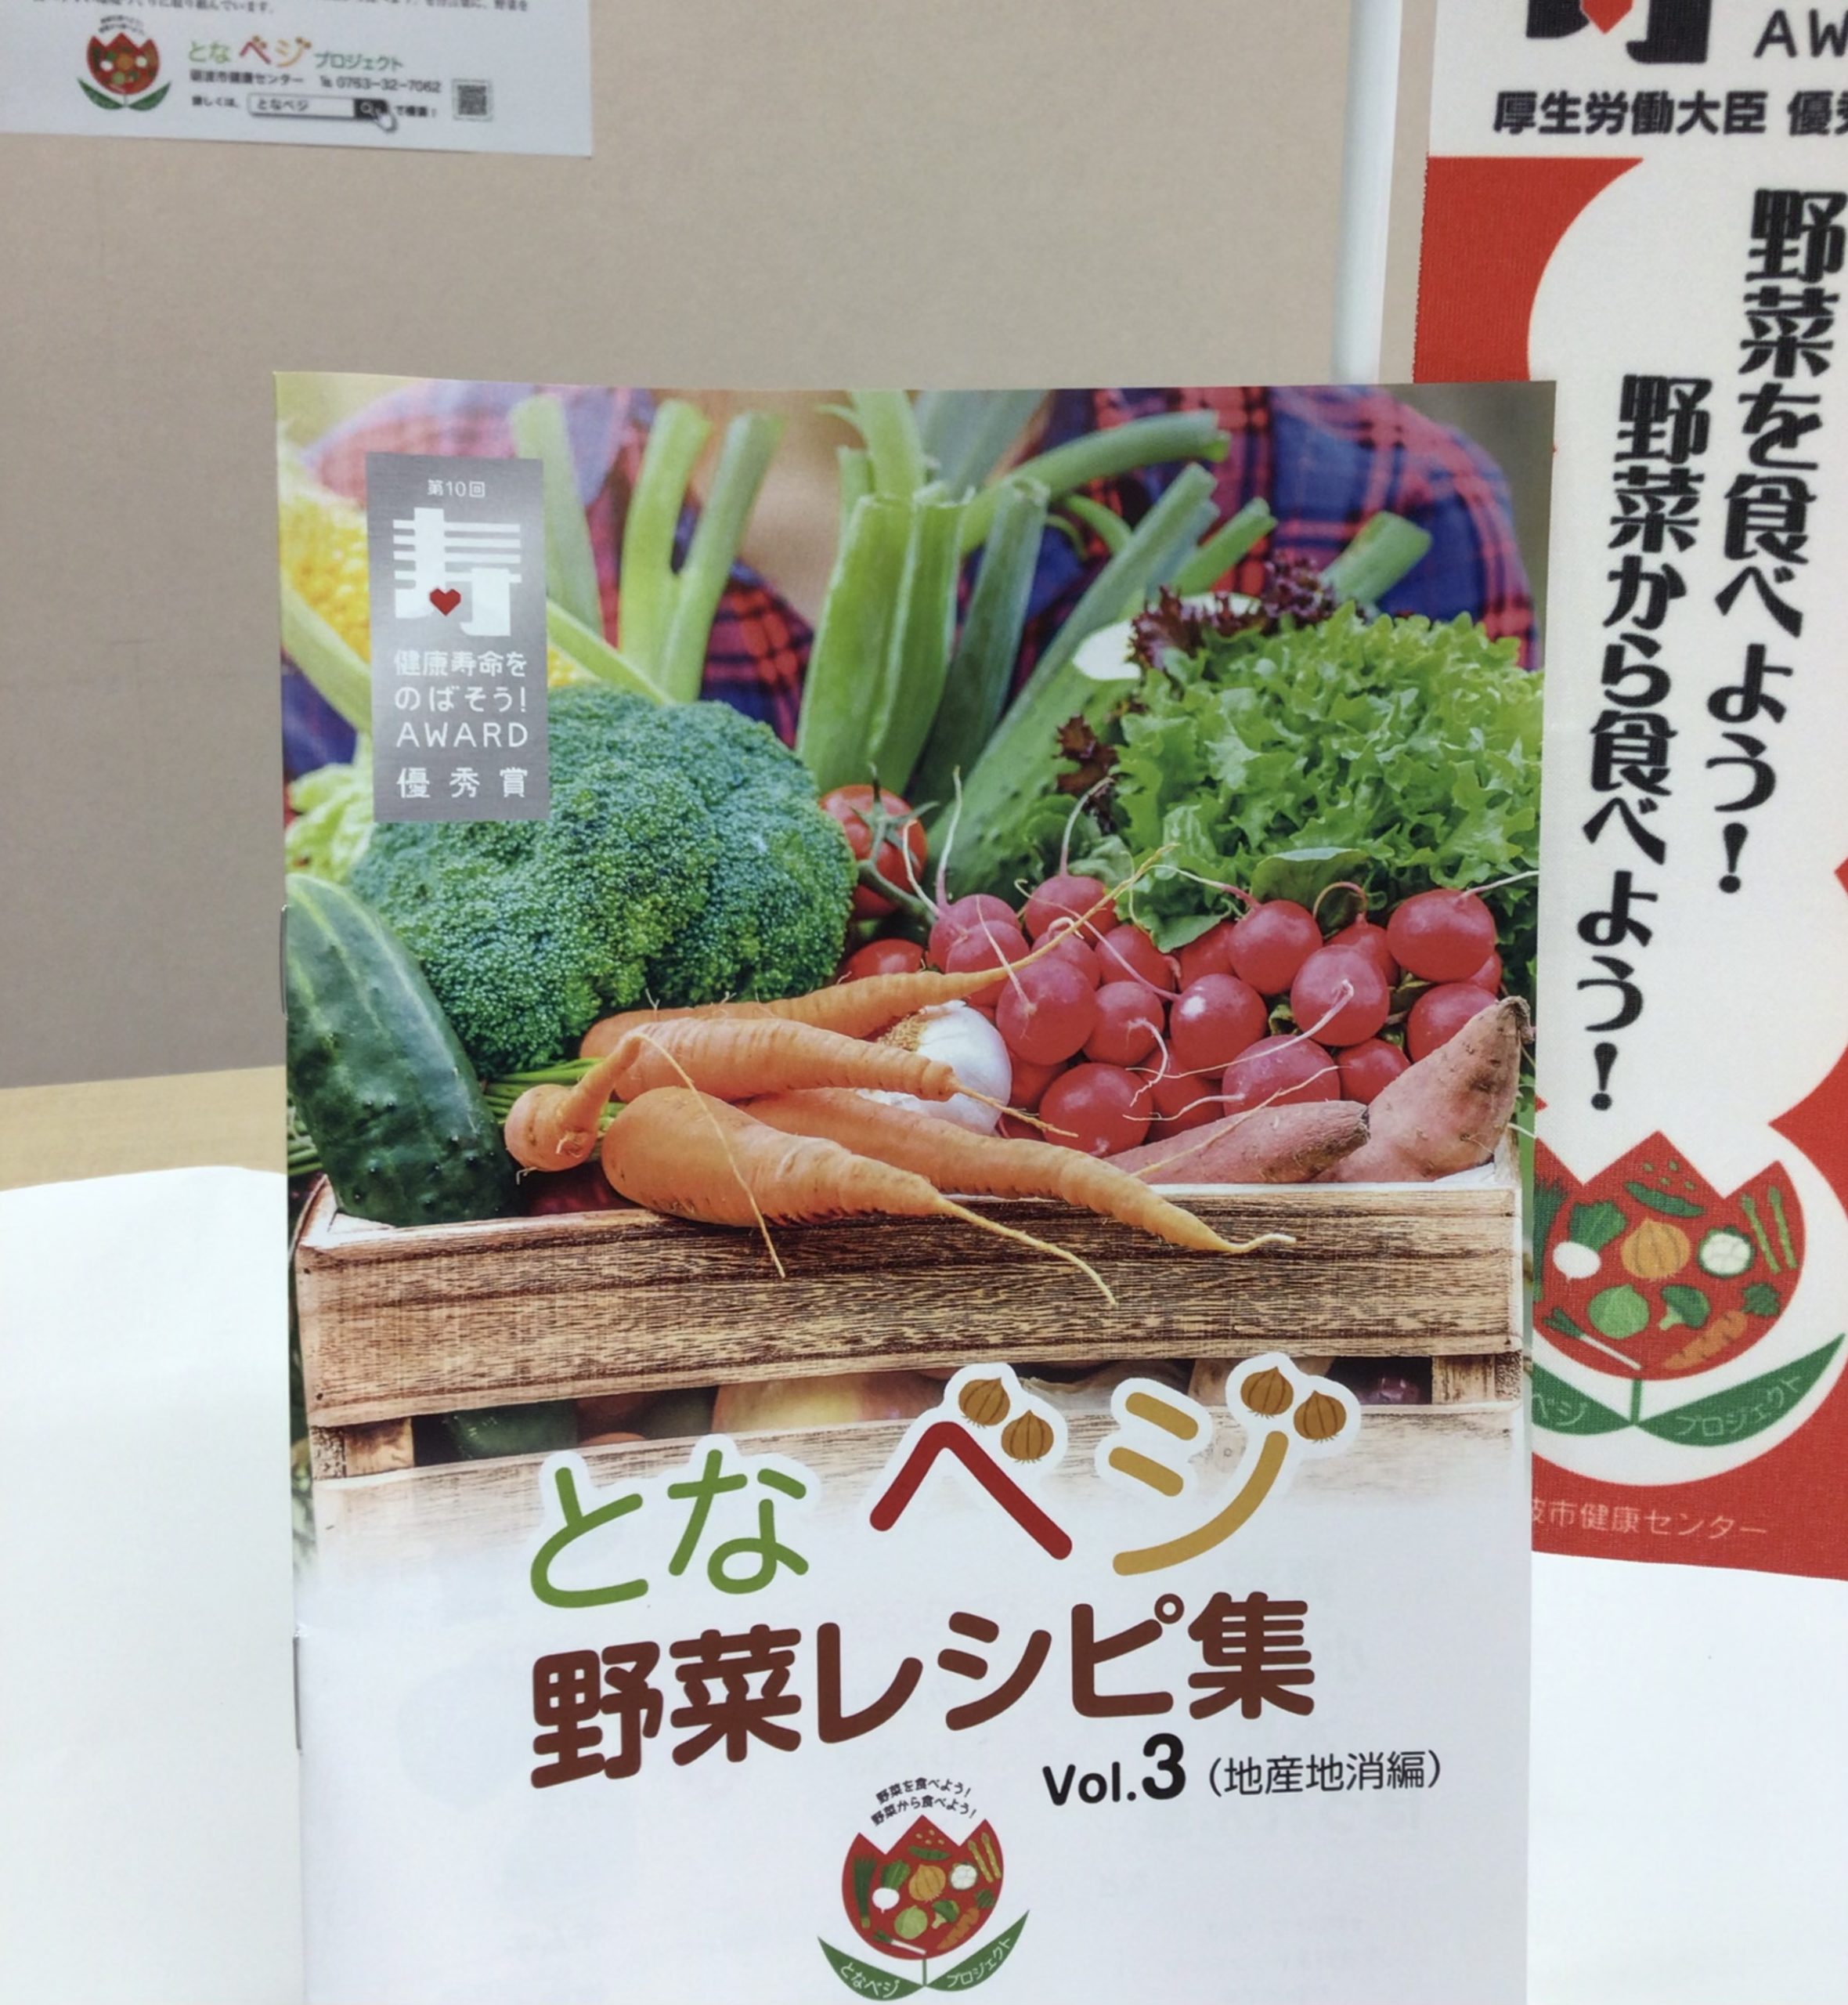 となベジプロジェクト
砺波市健康センター ℡ 0763-32-7062
詳しくは、 となベジ で検索!
AW
厚生労働大臣 優秀
野菜を食べよう!
野菜から食べよう!
ベジ プロジェクト
波市健康センター
第10回
寿
健康寿命を
のばそう!
AWARD
優秀賞
となベジ
野菜レシピ集
Vol.3 (地産地消編)
野菜を食べよう!
野菜から食べよう!
となベジ プロジェクト